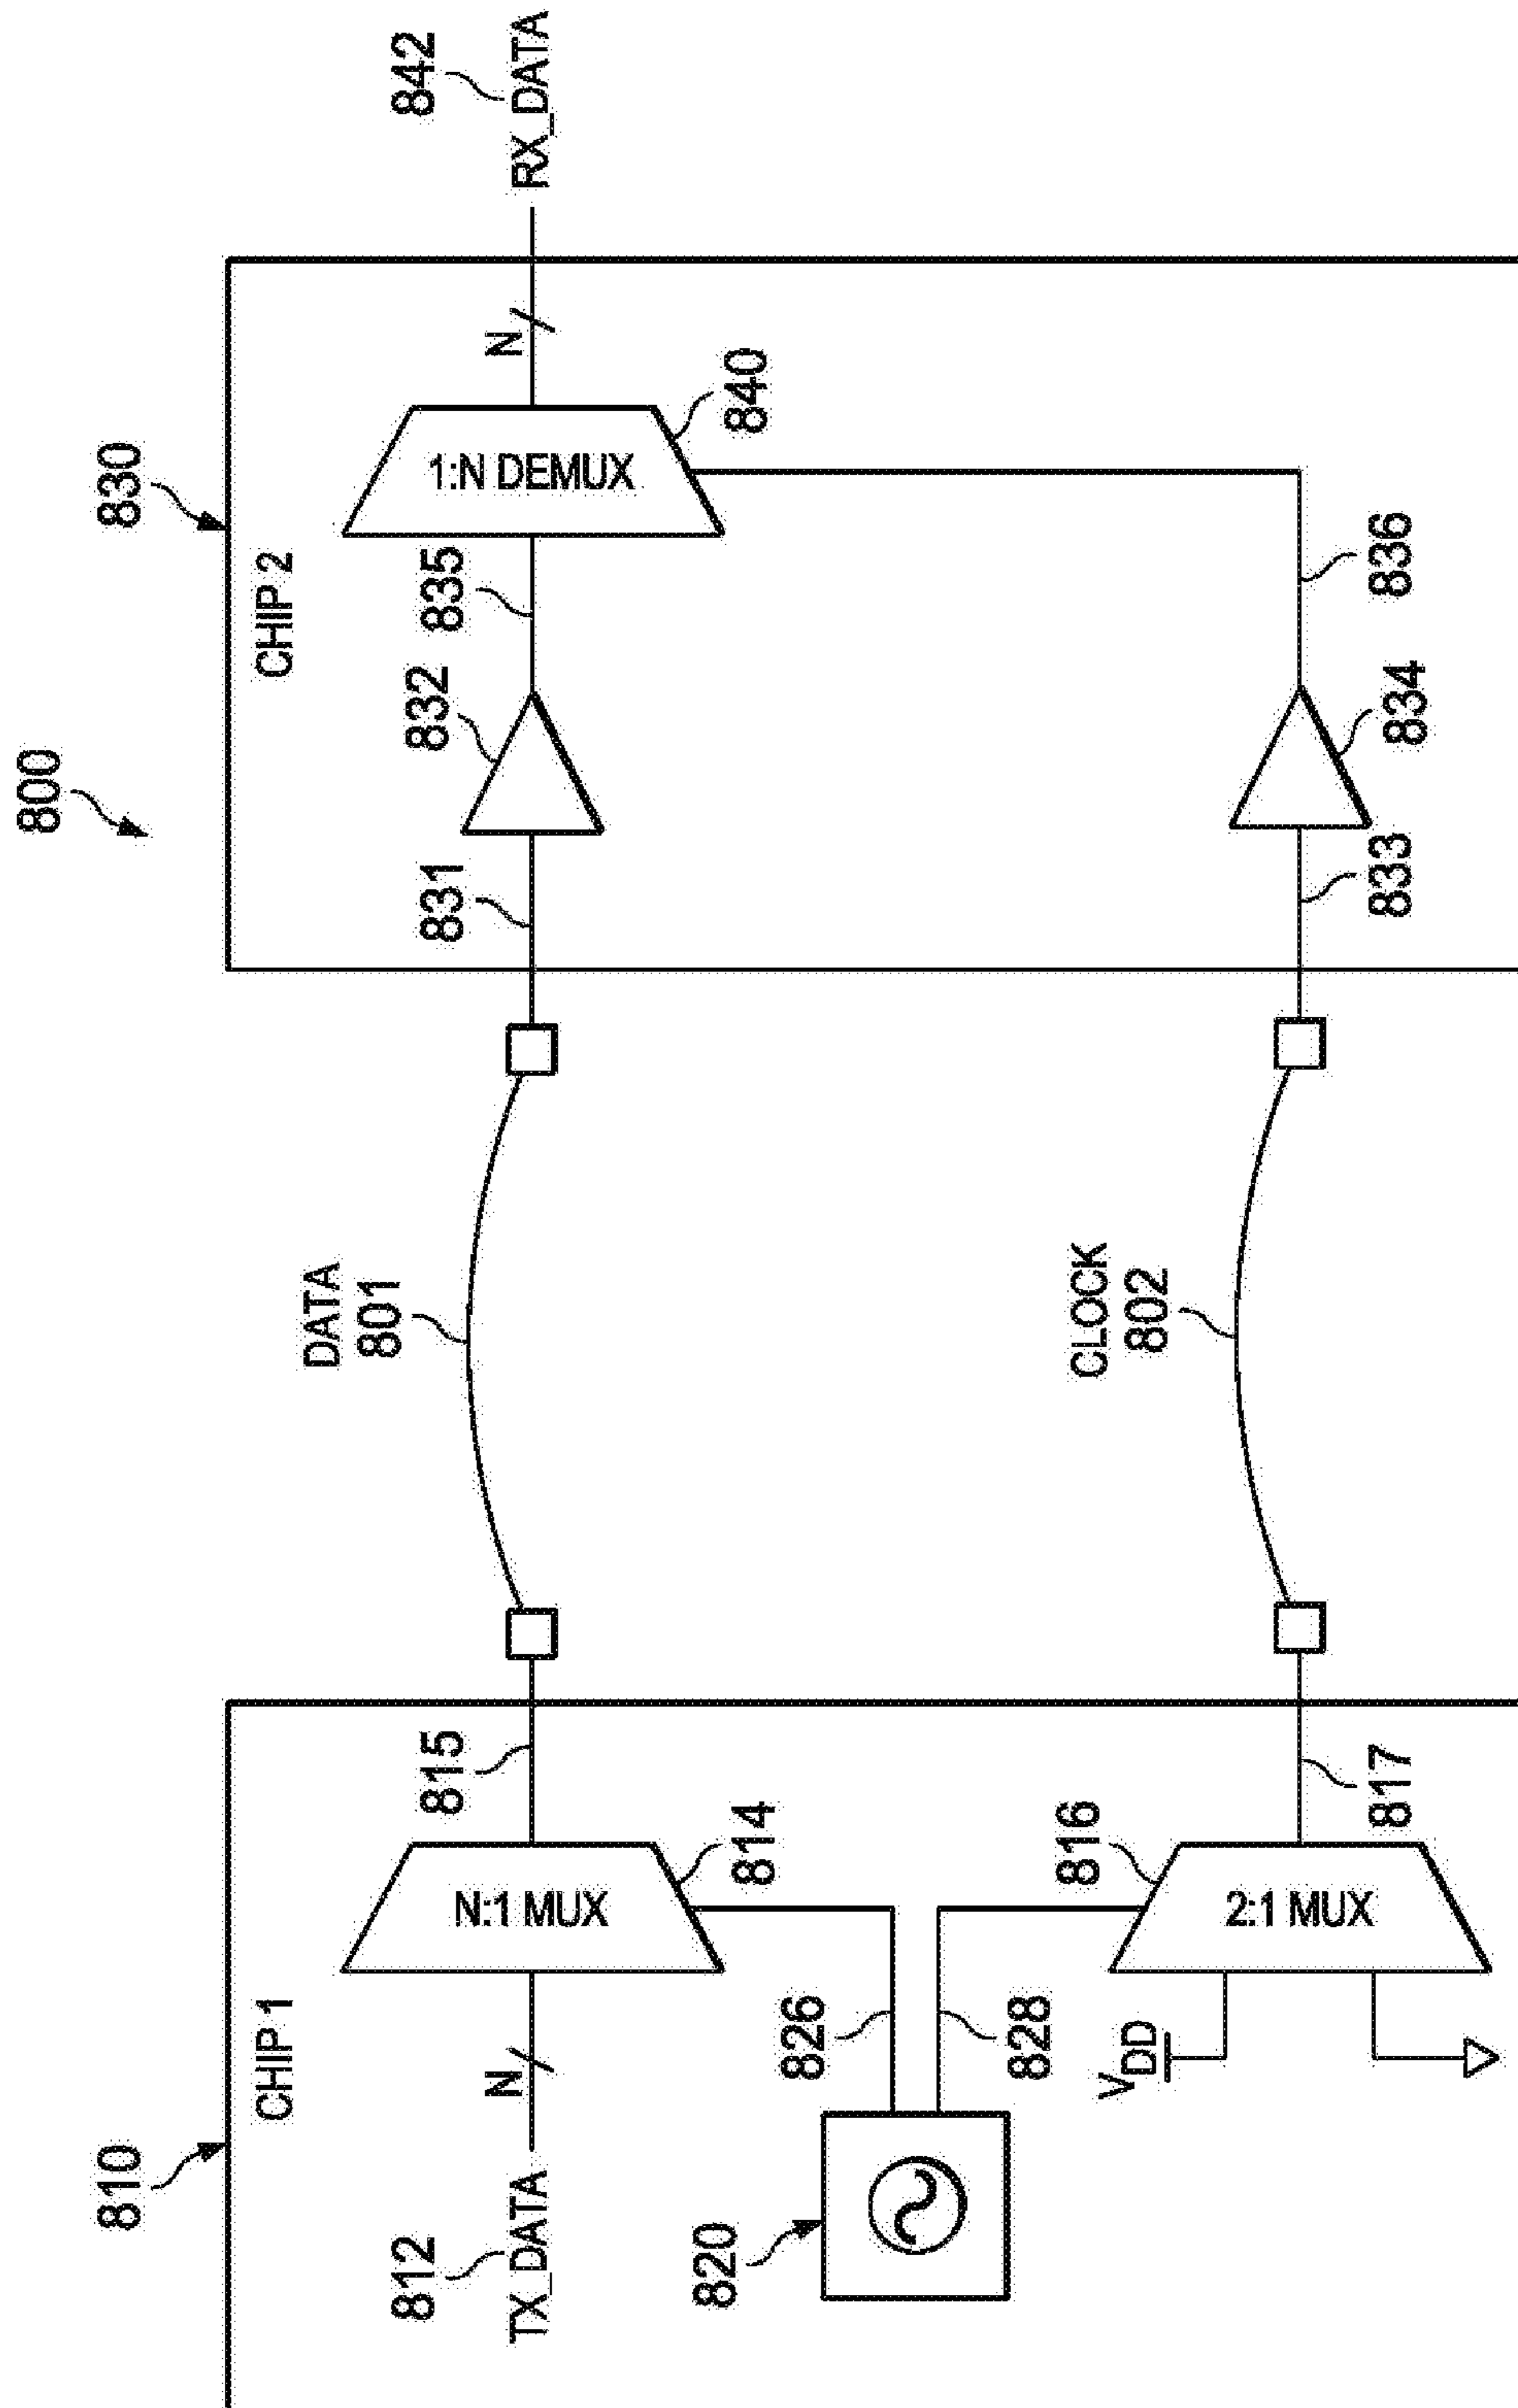 800
810
CHIP 1
812
TX_DATA
N
N:1 MUX
814
815
820
826
828
V DD
2:1 MUX
816
817
DATA
801
CLOCK
802
830
CHIP 2
831
832
835
1:N DEMUX
840
N
842
RX_DATA
833
834
836